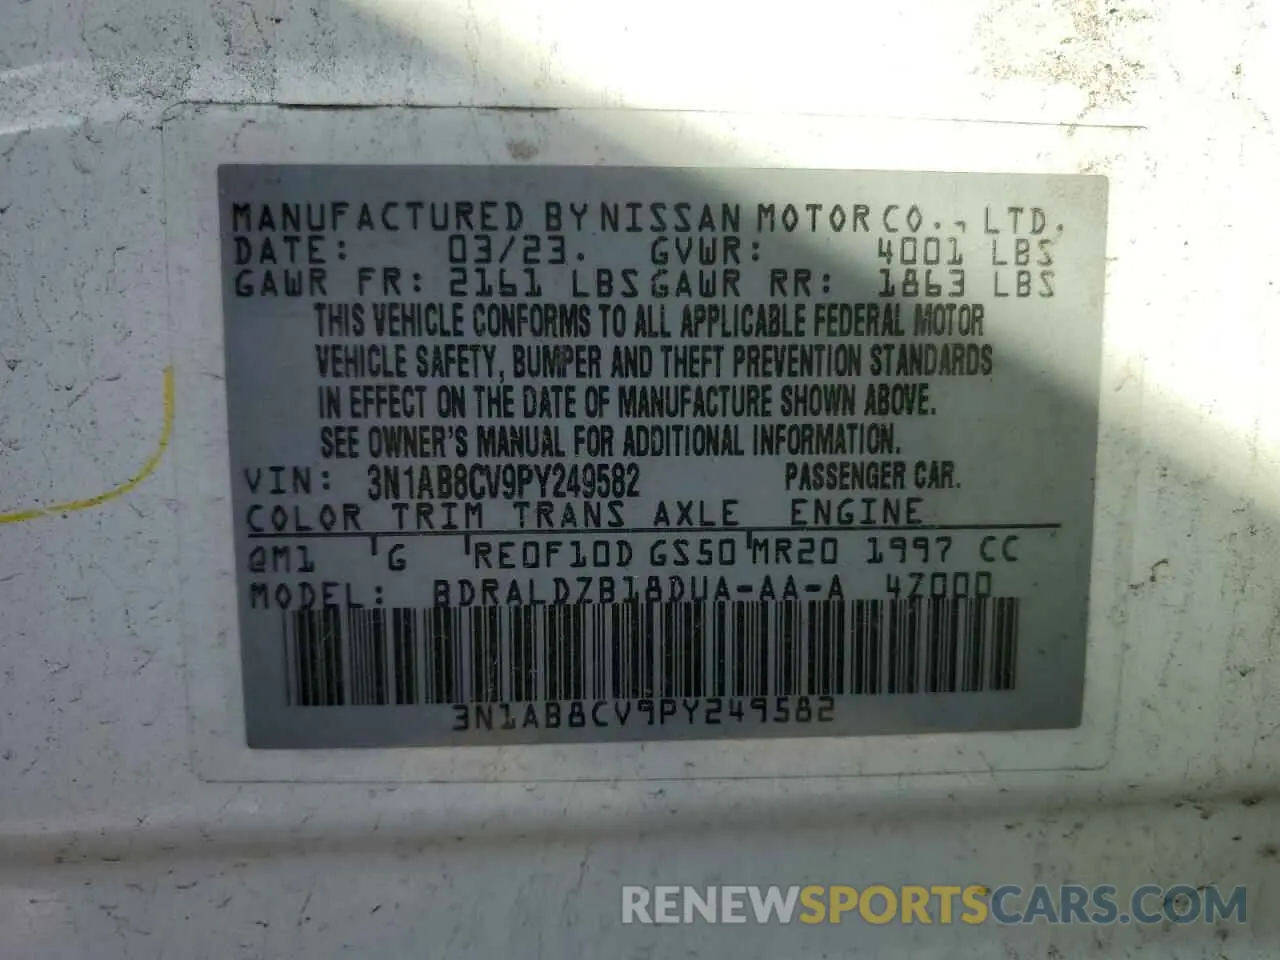 MANUFACTURED BY NISSAN MOTOR CO., LTD.
DATE: 03/23. GVWR: 4001 LBS
GAWR FR: 2161 LBS GAWR RR: 1863 LBS
THIS VEHICLE CONFORMS TO ALL APPLICABLE FEDERAL MOTOR
VEHICLE SAFETY, BUMPER AND THEFT PREVENTION STANDARDS
IN EFFECT ON THE DATE OF MANUFACTURE SHOWN ABOVE.
SEE OWNER'S MANUAL FOR ADDITIONAL INFORMATION.
VIN: 3N1AB8CV9PY249582 PASSENGER CAR.
COLOR TRIM TRANS AXLE ENGINE
QM1 G RE0F10D GS50 MR20 1997 CC
MODEL: BDRALDZB18DUA-AA-A 4Z000
3N1AB8CV9PY249582
RENEWSPORTSCARS.COM